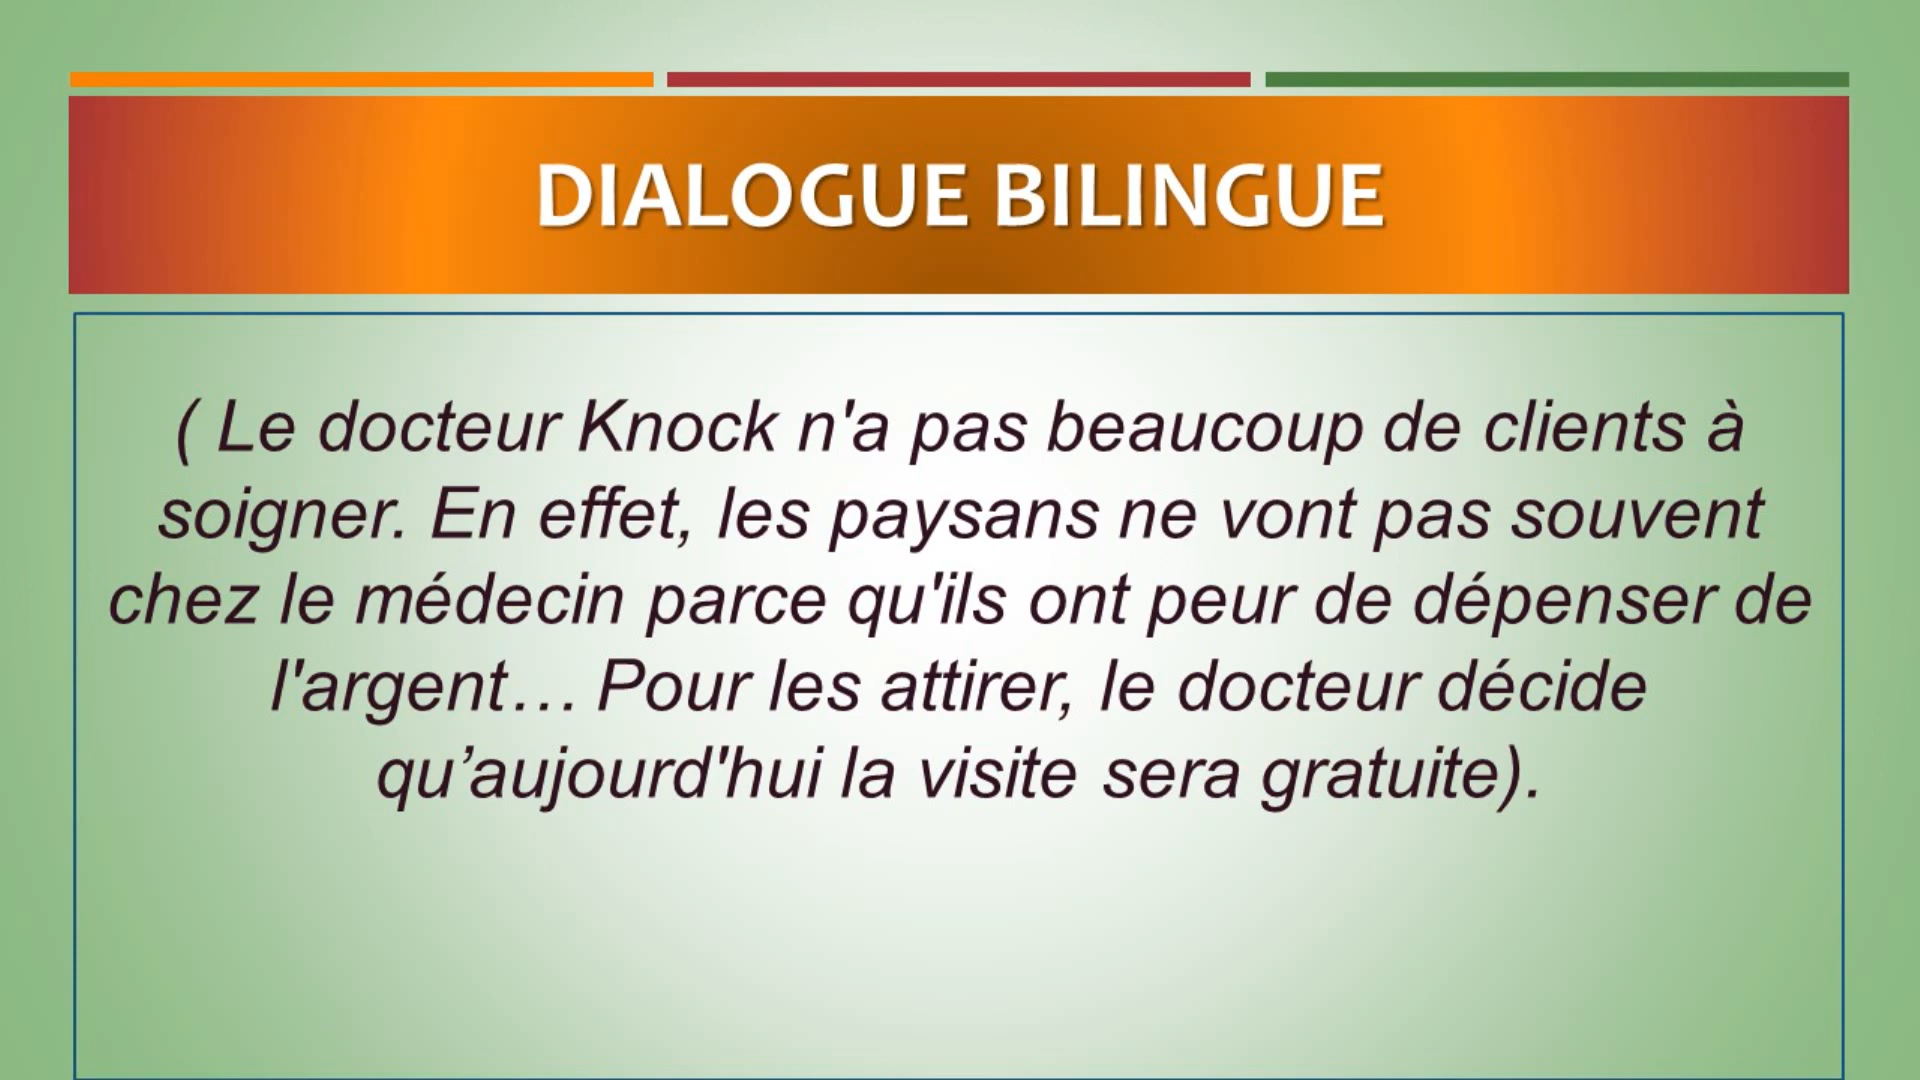 DIALOGUE BILINGUE
( Le docteur Knock n'a pas beaucoup de clients à
soigner. En effet, les paysans ne vont pas souvent
chez le médecin parce qu'ils ont peur de dépenser de
l'argent… Pour les attirer, le docteur décide
qu’aujourd'hui la visite sera gratuite).